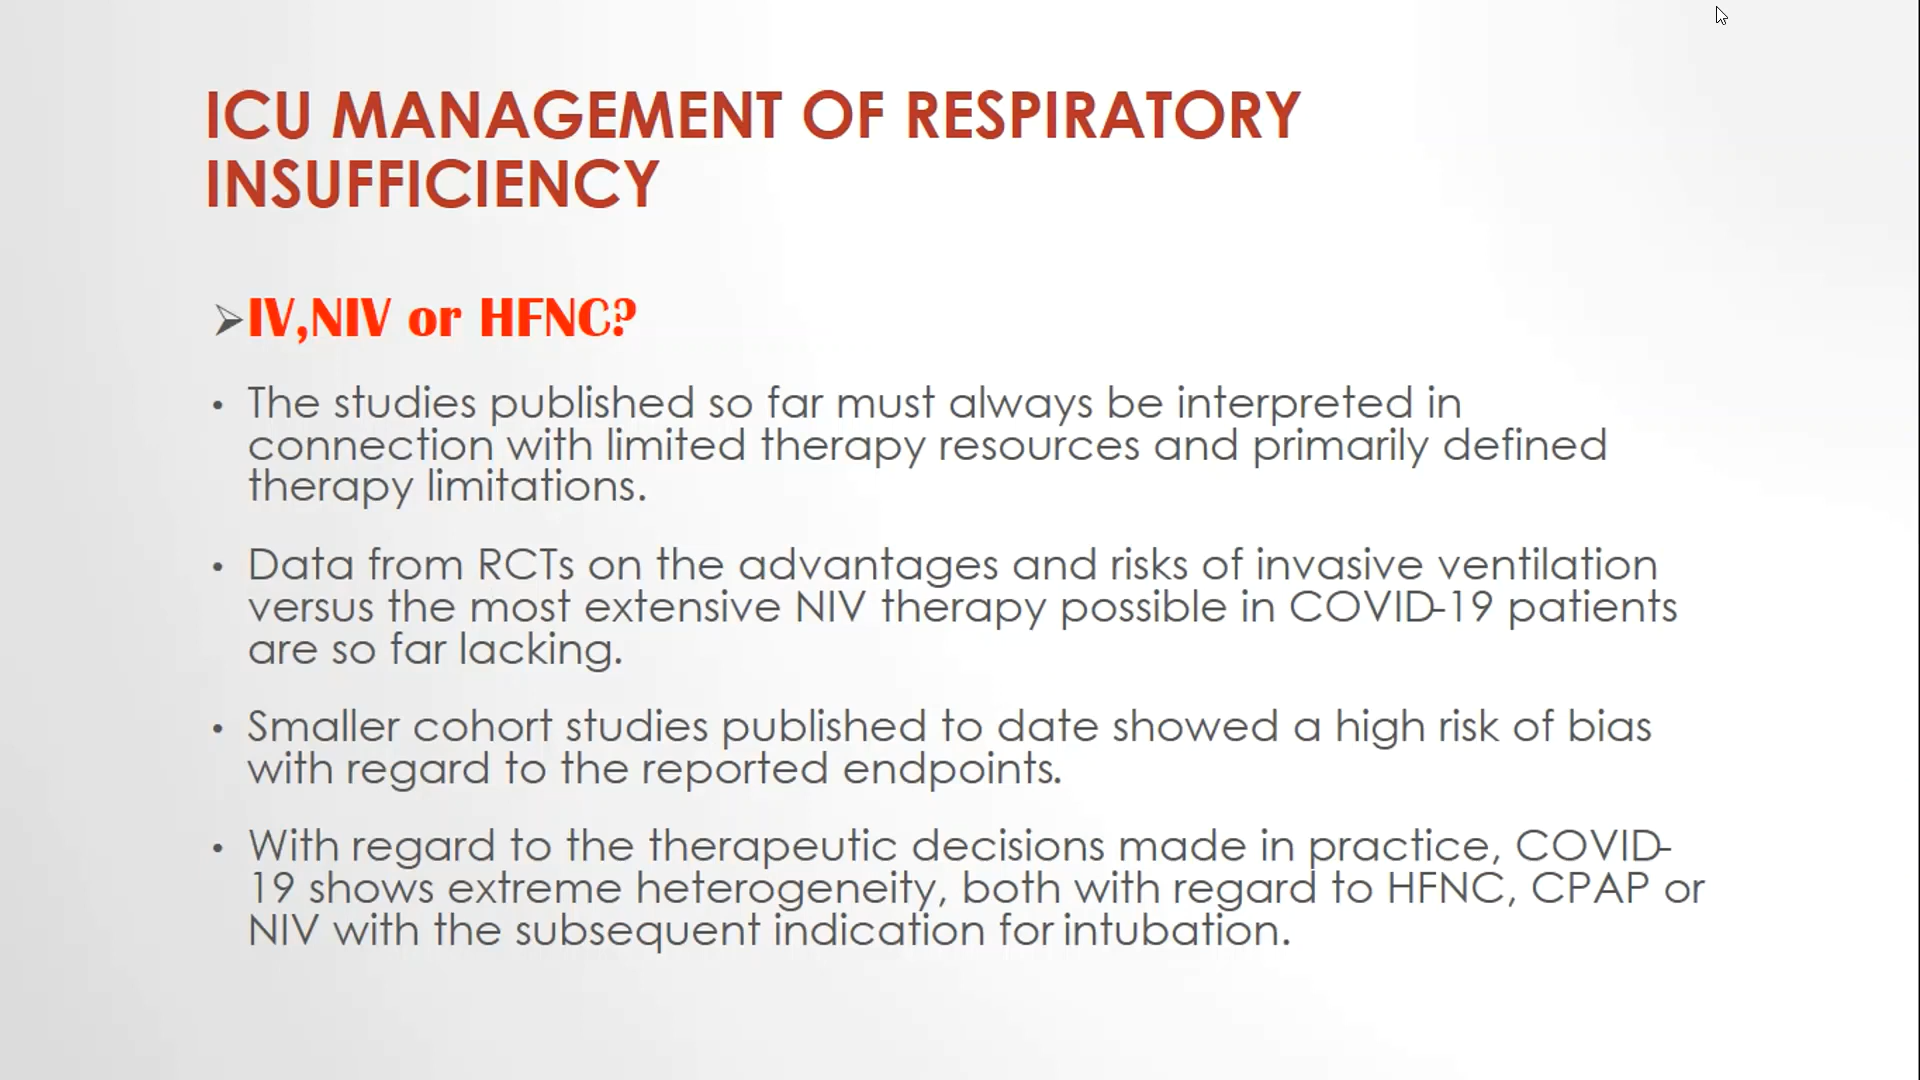 ICU MANAGEMENT OF RESPIRATORY
INSUFFICIENCY
➢IV,NIV or HFNC?
• The studies published so far must always be interpreted in
connection with limited therapy resources and primarily defined
therapy limitations.
• Data from RCTs on the advantages and risks of invasive ventilation
versus the most extensive NIV therapy possible in COVID-19 patients
are so far lacking.
• Smaller cohort studies published to date showed a high risk of bias
with regard to the reported endpoints.
• With regard to the therapeutic decisions made in practice, COVID-
19 shows extreme heterogeneity, both with regard to HFNC, CPAP or
NIV with the subsequent indication for intubation.